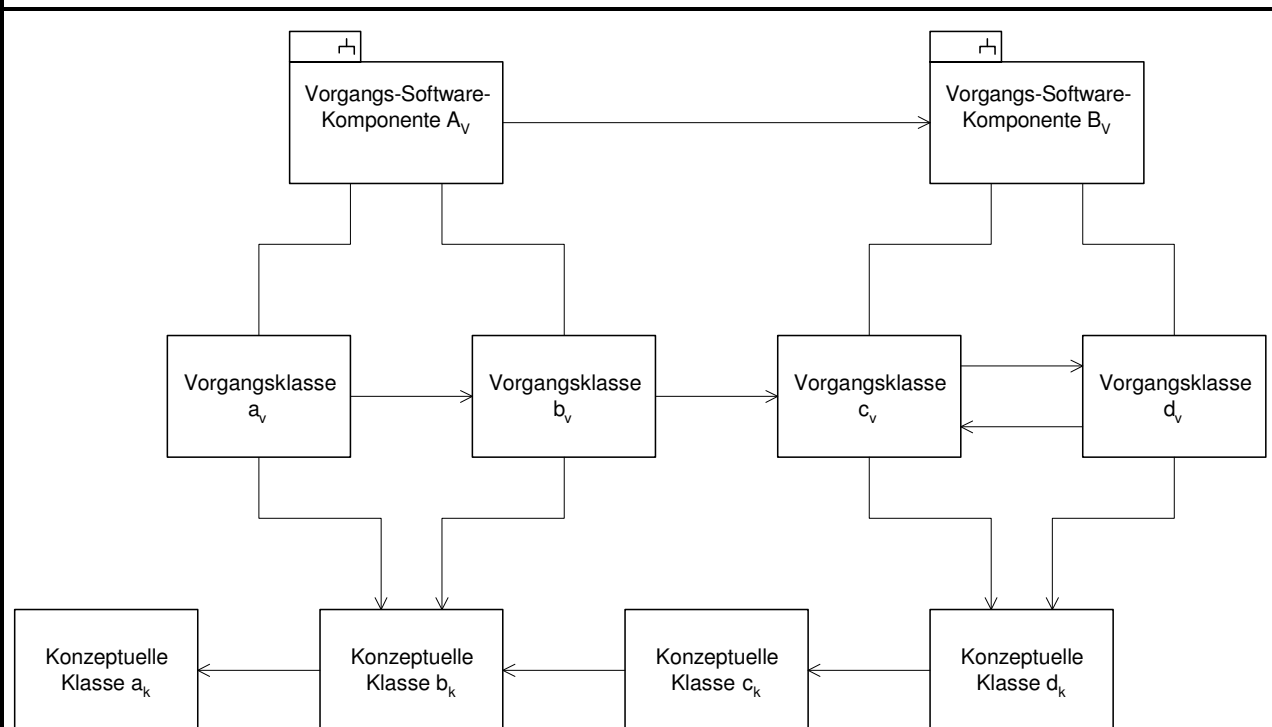 Vorgangs-Software-
Komponente A_V
Vorgangs-Software-
Komponente B_V
Vorgangsklasse
a_v
Vorgangsklasse
b_v
Vorgangsklasse
c_v
Vorgangsklasse
d_v
Konzeptuelle
Klasse a_k
Konzeptuelle
Klasse b_k
Konzeptuelle
Klasse c_k
Konzeptuelle
Klasse d_k